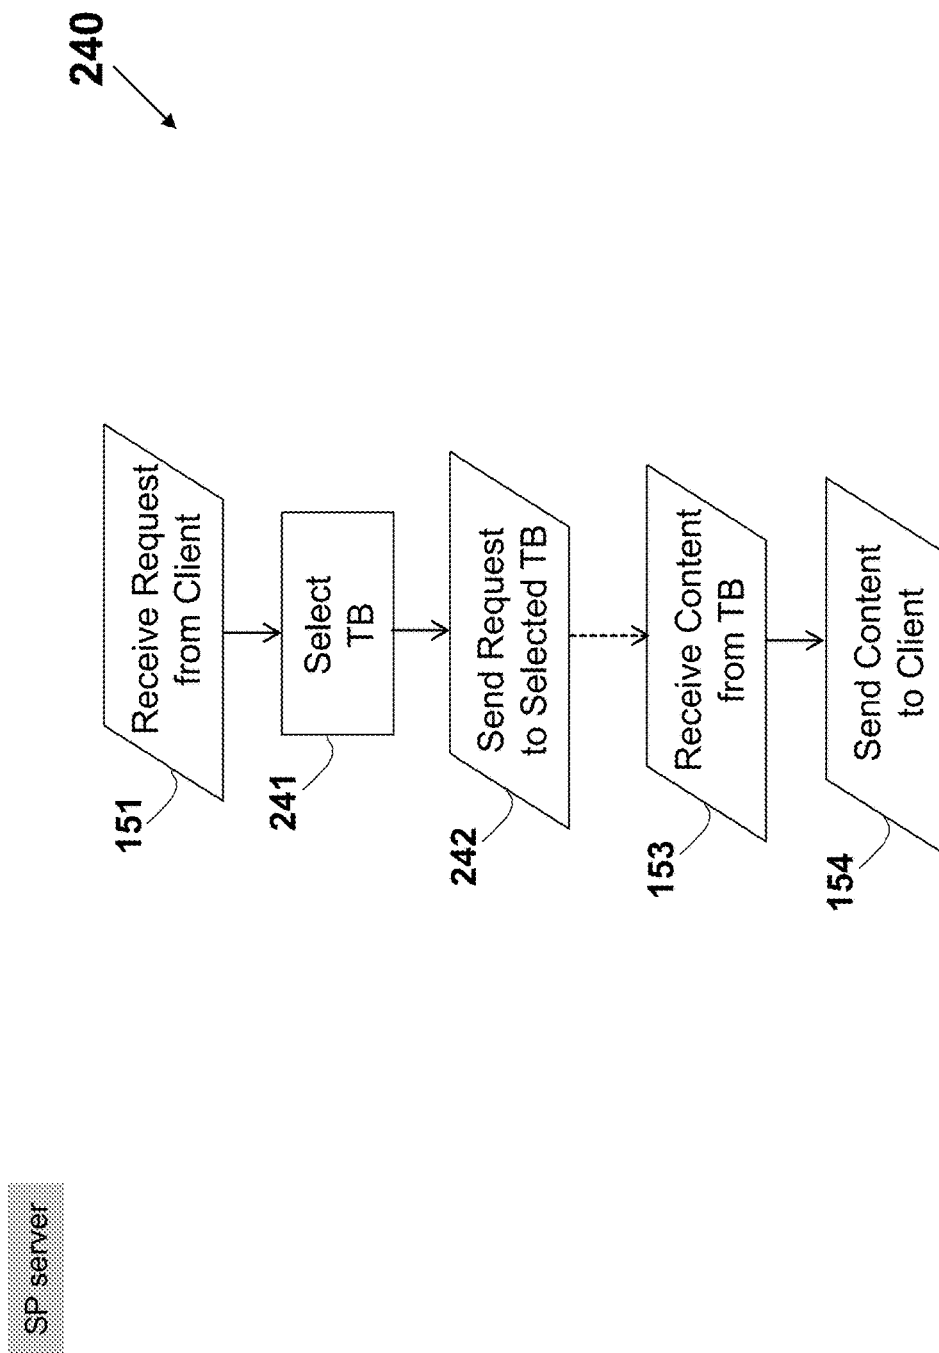 SP server
240
151
Receive Request
from Client
241
Select
TB
242
Send Request
to Selected TB
153
Receive Content
from TB
154
Send Content
to Client